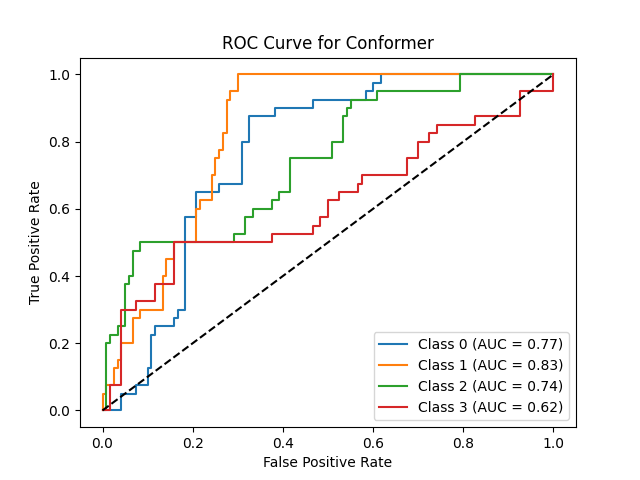 ROC Curve for Conformer
True Positive Rate
1.0
0.8
0.6
0.4
0.2
0.0
Class 0 (AUC = 0.77)
Class 1 (AUC = 0.83)
Class 2 (AUC = 0.74)
Class 3 (AUC = 0.62)
0.0 0.2 0.4 0.6 0.8 1.0
False Positive Rate